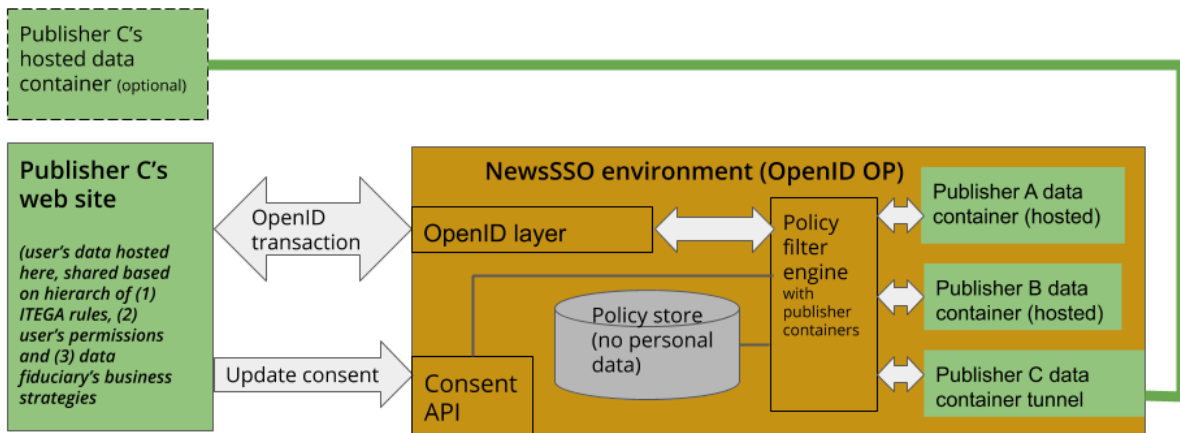 Publisher C's
hosted data
container (optional)
Publisher C's
web site
(user's data hosted
here, shared based
on hierarch of (1)
ITEGA rules, (2)
user's permissions
and (3) data
fiduciary's business
strategies
OpenID
transaction
Update consent
NewsSSO environment (OpenID OP)
OpenID layer
Consent
API
Policy store
(no personal
data)
Policy
filter
engine
with
publisher
containers
Publisher A data
container (hosted)
Publisher B data
container (hosted)
Publisher C data
container tunnel